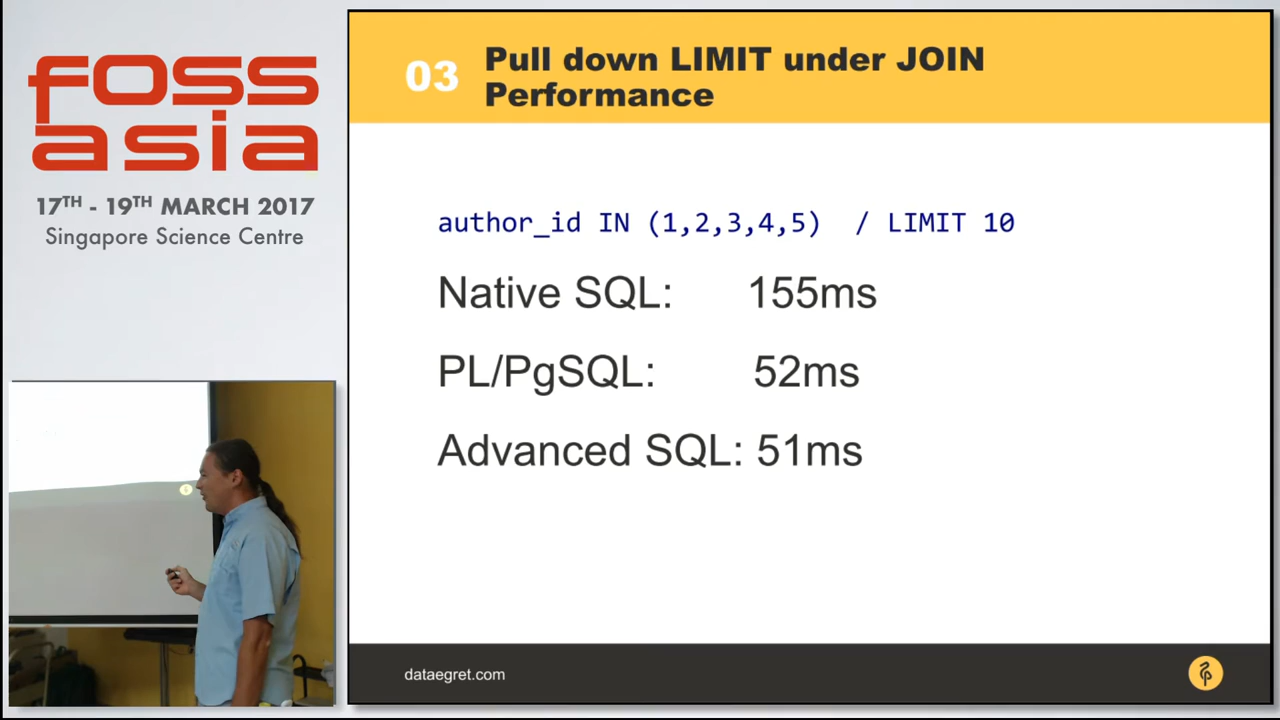 foss
asia
17TH - 19TH MARCH 2017
Singapore Science Centre
03
Pull down LIMIT under JOIN
Performance
author_id IN (1,2,3,4,5) / LIMIT 10
Native SQL: 155ms
PL/PgSQL: 52ms
Advanced SQL: 51ms
dataegret.com